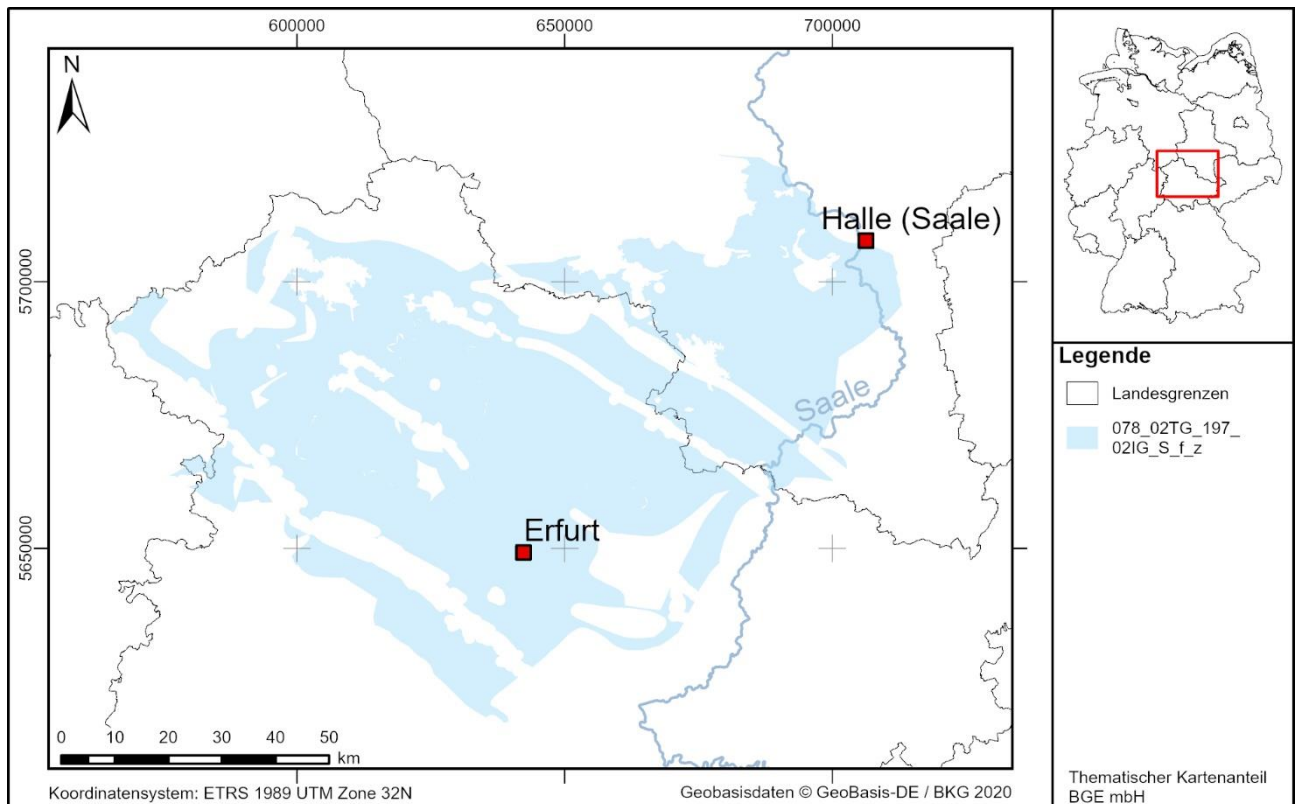 600000
650000
700000
N
Halle (Saale)
5700000
Saale
Erfurt
5650000
0 10 20 30 40 50
km
Koordinatensystem: ETRS 1989 UTM Zone 32N
Geobasisdaten © GeoBasis-DE / BKG 2020
Legende
Landesgrenzen
078_02TG_197_
02IG_S_f_z
Thematischer Kartenanteil
BGE mbH